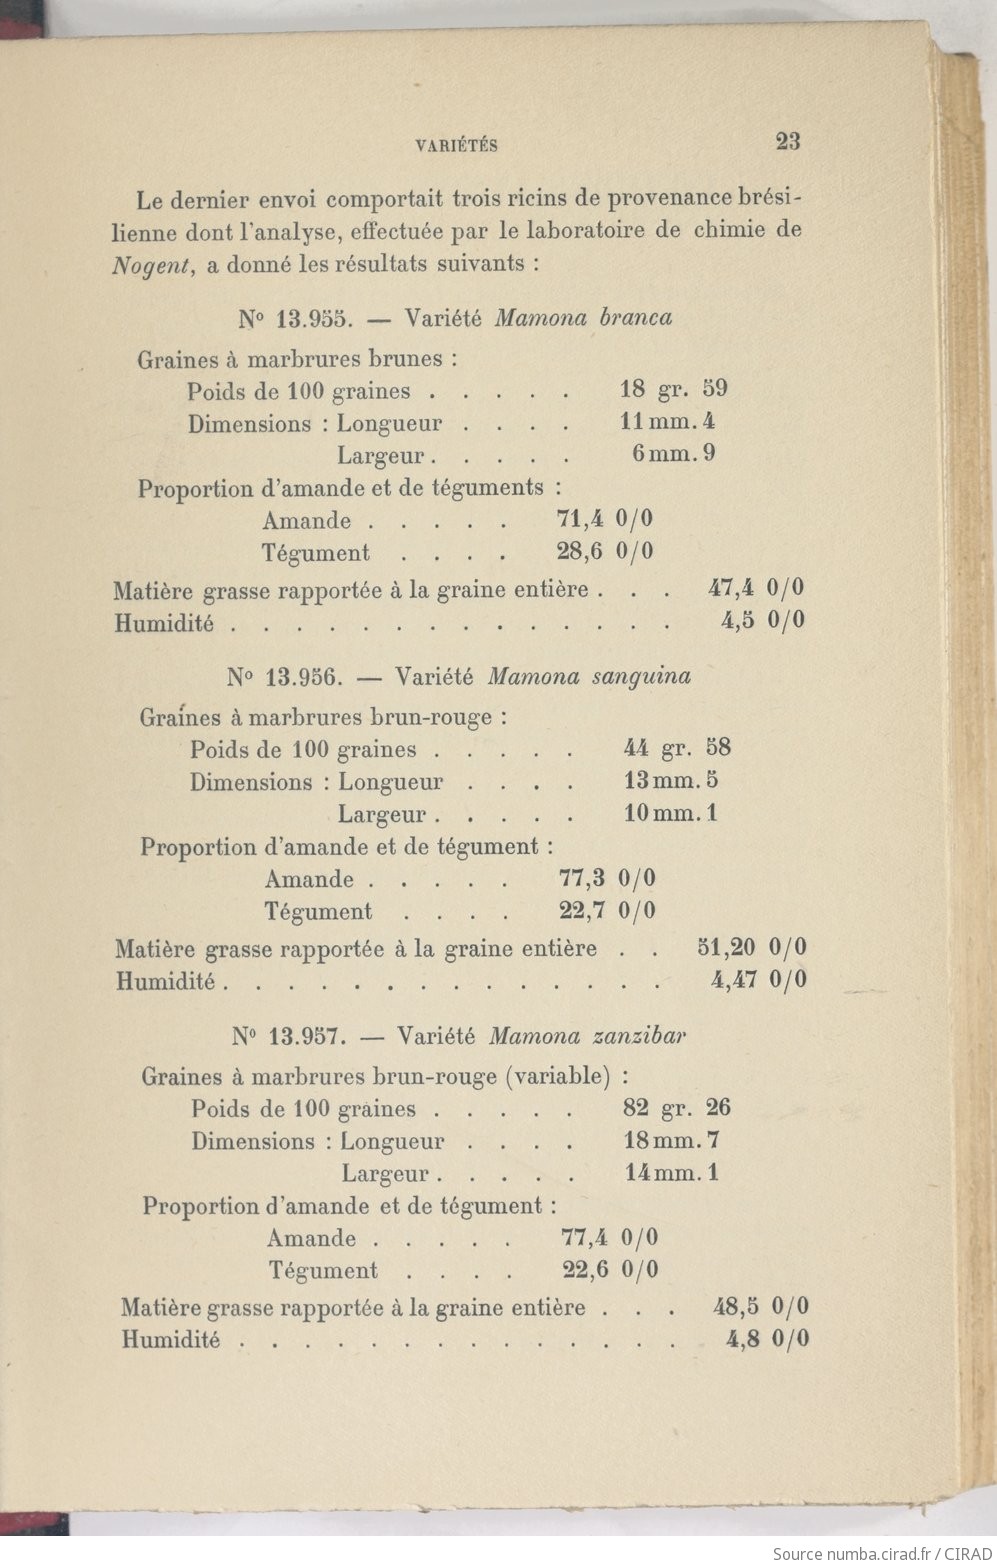 VARIÉTÉS 23
Le dernier envoi comportait trois ricins de provenance brési-
lienne dont l'analyse, effectuée par le laboratoire de chimie de
Nogent, a donné les résultats suivants :
Nº 13.955. — Variété Mamona branca
Graines à marbrures brunes :
Poids de 100 graines . . . . . 18 gr. 59
Dimensions : Longueur . . . . 11 mm. 4
Largeur . . . . . 6 mm. 9
Proportion d'amande et de téguments :
Amande . . . . . 71,4 0/0
Tégument . . . . 28,6 0/0
Matière grasse rapportée à la graine entière . . . 47,4 0/0
Humidité . . . . . . . . . . . . . . 4,5 0/0
Nº 13.956. — Variété Mamona sanguina
Graines à marbrures brun-rouge :
Poids de 100 graines . . . . . 44 gr. 58
Dimensions : Longueur . . . . 13 mm. 5
Largeur . . . . . 10 mm. 1
Proportion d'amande et de tégument :
Amande . . . . . 77,3 0/0
Tégument . . . . 22,7 0/0
Matière grasse rapportée à la graine entière . . 51,20 0/0
Humidité . . . . . . . . . . . . . . 4,47 0/0
Nº 13.957. — Variété Mamona zanzibar
Graines à marbrures brun-rouge (variable) :
Poids de 100 graines . . . . . 82 gr. 26
Dimensions : Longueur . . . . 18 mm. 7
Largeur . . . . . 14 mm. 1
Proportion d'amande et de tégument :
Amande . . . . . 77,4 0/0
Tégument . . . . 22,6 0/0
Matière grasse rapportée à la graine entière . . . 48,5 0/0
Humidité . . . . . . . . . . . . . . 4,8 0/0
Source numba.cirad.fr / CIRAD